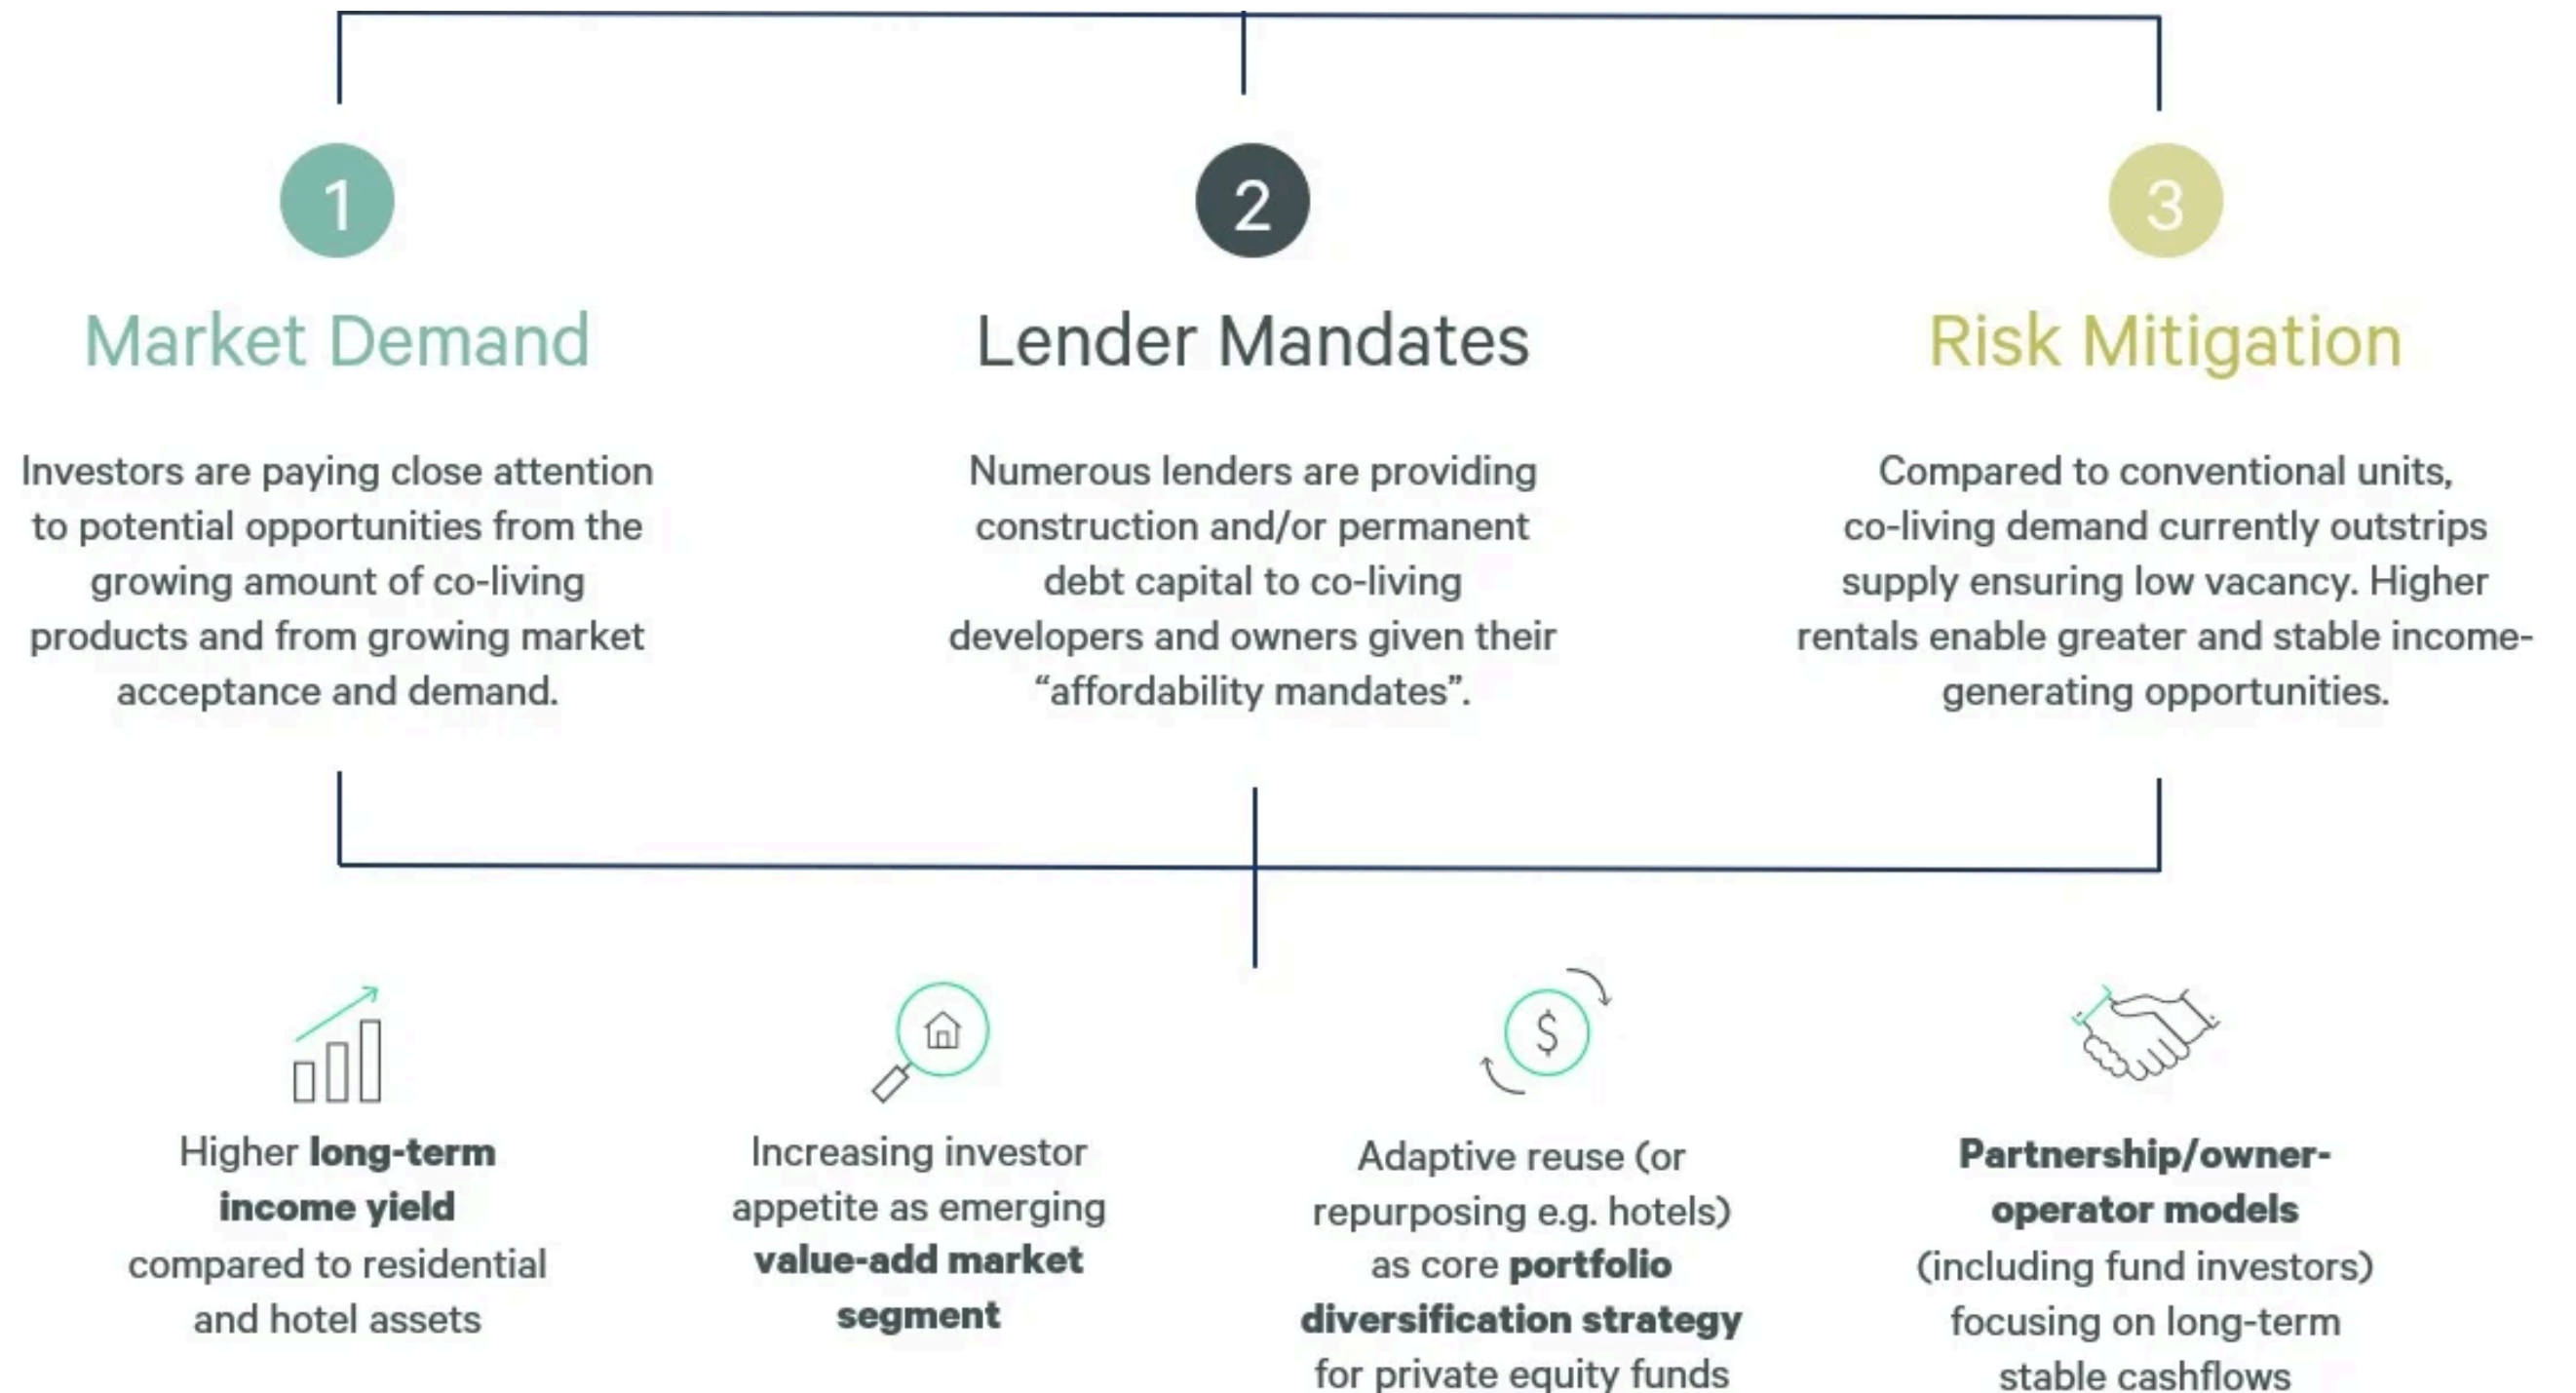 1
Market Demand
Investors are paying close attention
to potential opportunities from the
growing amount of co-living
products and from growing market
acceptance and demand.
2
Lender Mandates
Numerous lenders are providing
construction and/or permanent
debt capital to co-living
developers and owners given their
“affordability mandates”.
3
Risk Mitigation
Compared to conventional units,
co-living demand currently outstrips
supply ensuring low vacancy. Higher
rentals enable greater and stable income-
generating opportunities.
Higher long-term
income yield
compared to residential
and hotel assets
Increasing investor
appetite as emerging
value-add market
segment
$
Adaptive reuse (or
repurposing e.g. hotels)
as core portfolio
diversification strategy
for private equity funds
Partnership/owner-
operator models
(including fund investors)
focusing on long-term
stable cashflows